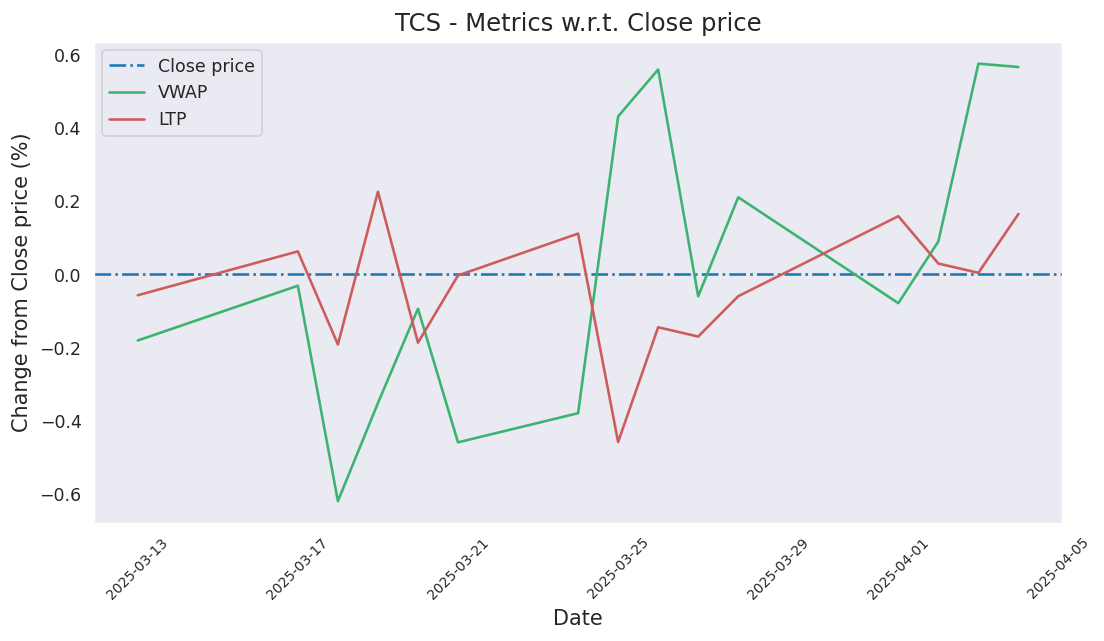 TCS - Metrics w.r.t. Close price
Close price
VWAP
LTP
Change from Close price (%)
0.6
0.4
0.2
0.0
−0.2
−0.4
−0.6
2025-03-13
2025-03-17
2025-03-21
2025-03-25
2025-03-29
2025-04-01
2025-04-05
Date